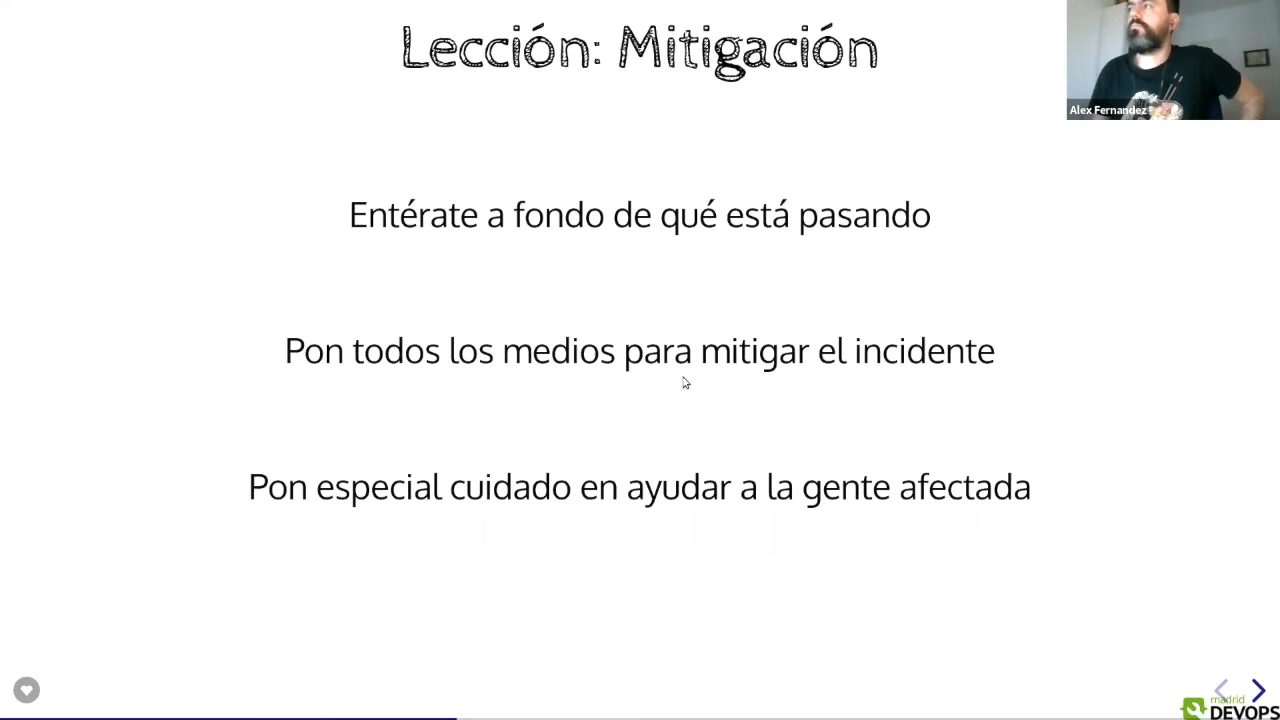 Lección: Mitigación
Alex Fernandez
Entérate a fondo de qué está pasando
Pon todos los medios para mitigar el incidente
Pon especial cuidado en ayudar a la gente afectada
madrid
DEVOPS